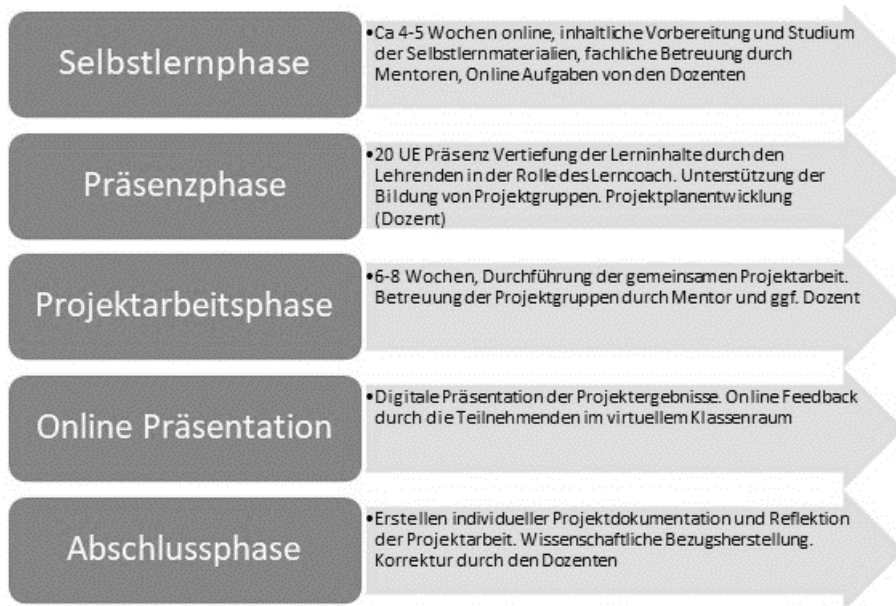 Selbstlernphase
•Ca 4-5 Wochen online, inhaltliche Vorbereitung und Studium
der Selbstlernmaterialien, fachliche Betreuung durch
Mentoren, Online Aufgaben von den Dozenten
Präsenzphase
•20 UE Präsenz Vertiefung der Lerninhalte durch den
Lehrenden in der Rolle des Lerncoach. Unterstützung der
Bildung von Projektgruppen. Projektplanentwicklung
(Dozent)
Projektarbeitsphase
•6-8 Wochen, Durchführung der gemeinsamen Projektarbeit.
Betreuung der Projektgruppen durch Mentor und ggf. Dozent
Online Präsentation
•Digitale Präsentation der Projektergebnisse. Online Feedback
durch die Teilnehmenden im virtuellem Klassenraum
Abschlussphase
•Erstellen individueller Projektdokumentation und Reflektion
der Projektarbeit. Wissenschaftliche Bezugsherstellung.
Korrektur durch den Dozenten